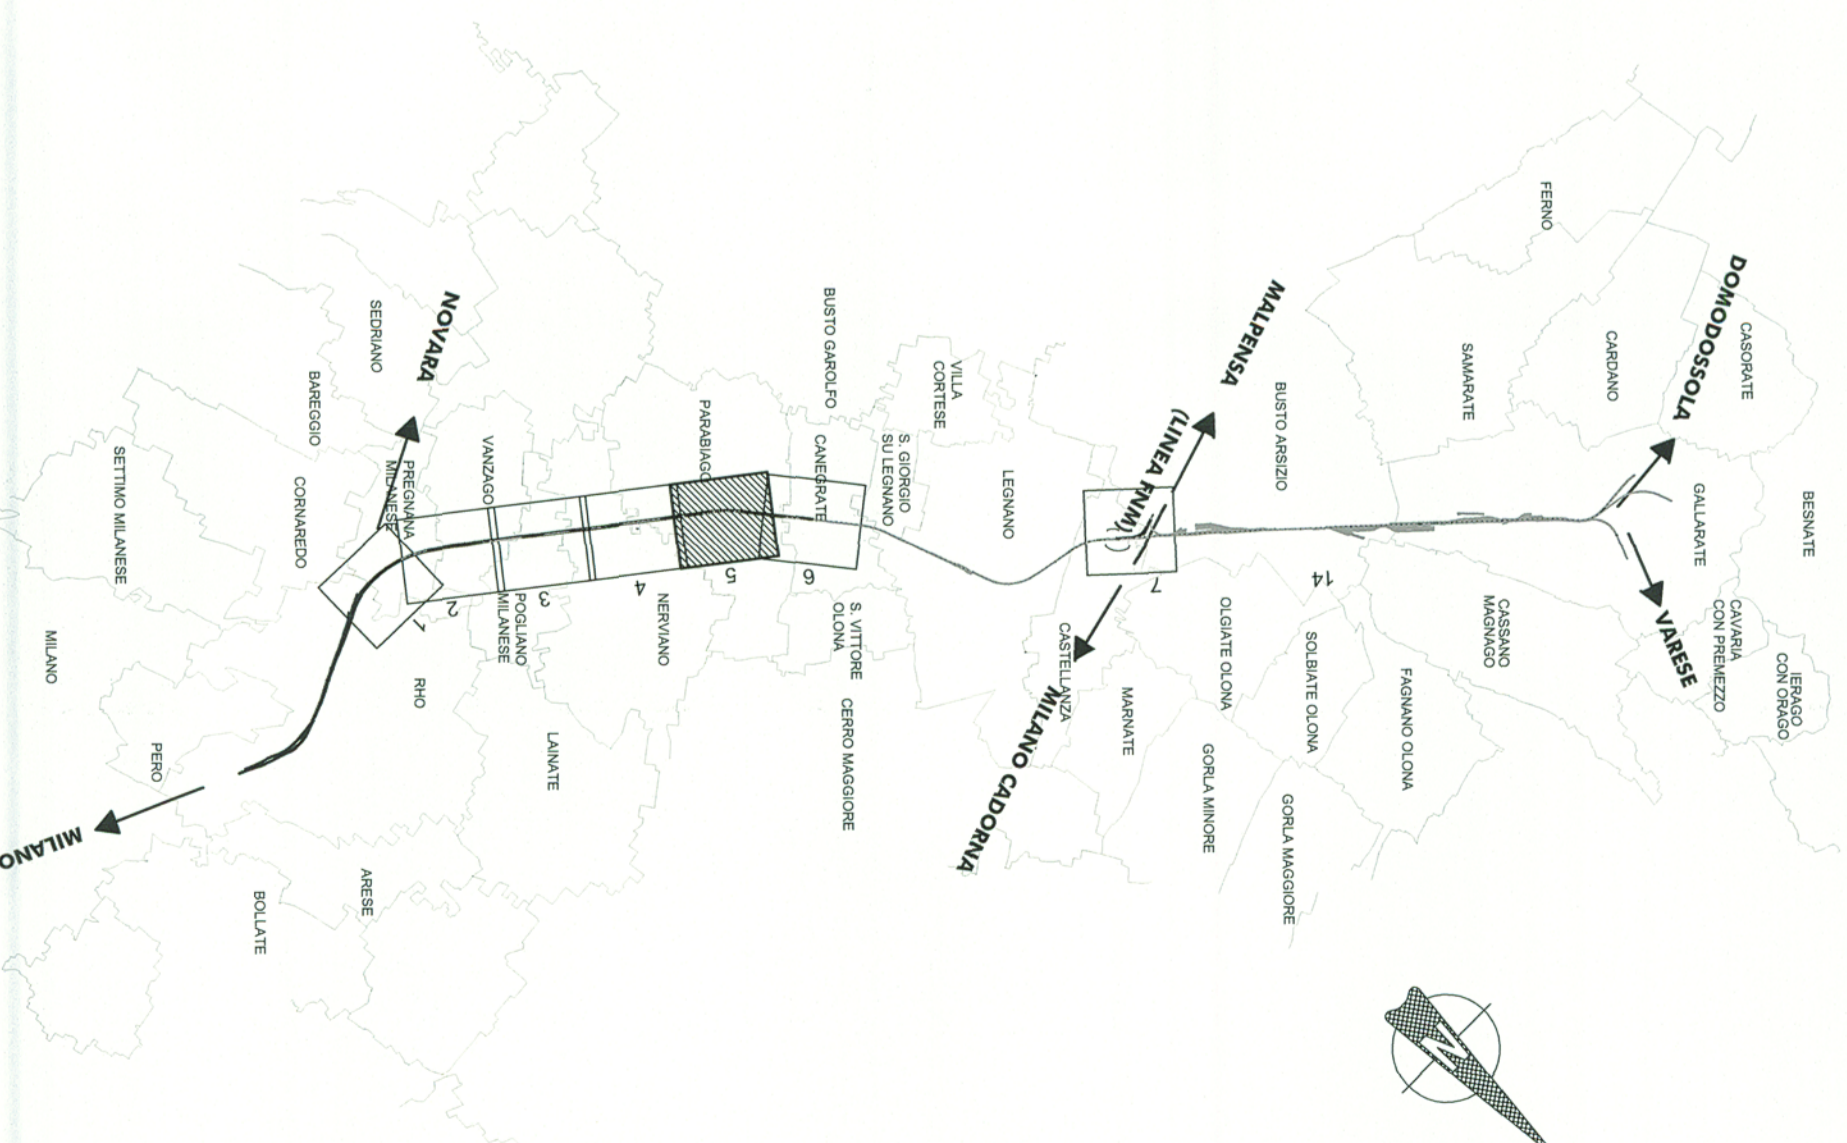 FERNO
DOMODOSSOLA
CASORATE
CARDANO
SAMARATE
MALPENSA
(LINEA FNM)
BUSTO ARSIZIO
GALLARATE
BESNATE
BUSTO GAROLFO
VILLA
CORTESE
S. GIORGIO
SU LEGNANO
LEGNANO
CANEGRATE
PARABIAGO
NOVARA
SEDRIANO
BAREGGIO
VANZAGO
PREGNANA
MILANESE
CORNAREDO
SETTIMO MILANESE
1
2
3
4
5
6
7
14
MILANO
RHO
POGLIANO
MILANESE
NERVIANO
S. VITTORE
OLONA
CERRO MAGGIORE
LAINATE
PERO
MILANO
ARESE
BOLLATE
CASTELLANZA
MILANO CADORNA
MARNATE
OLGIATE OLONA
GORLA MINORE
SOLBIATE OLONA
GORLA MAGGIORE
FAGNANO OLONA
CASSANO
MAGNAGO
VARESE
CAVARIA
CON PREMEZZO
IERAGO
CON ORAGO
N